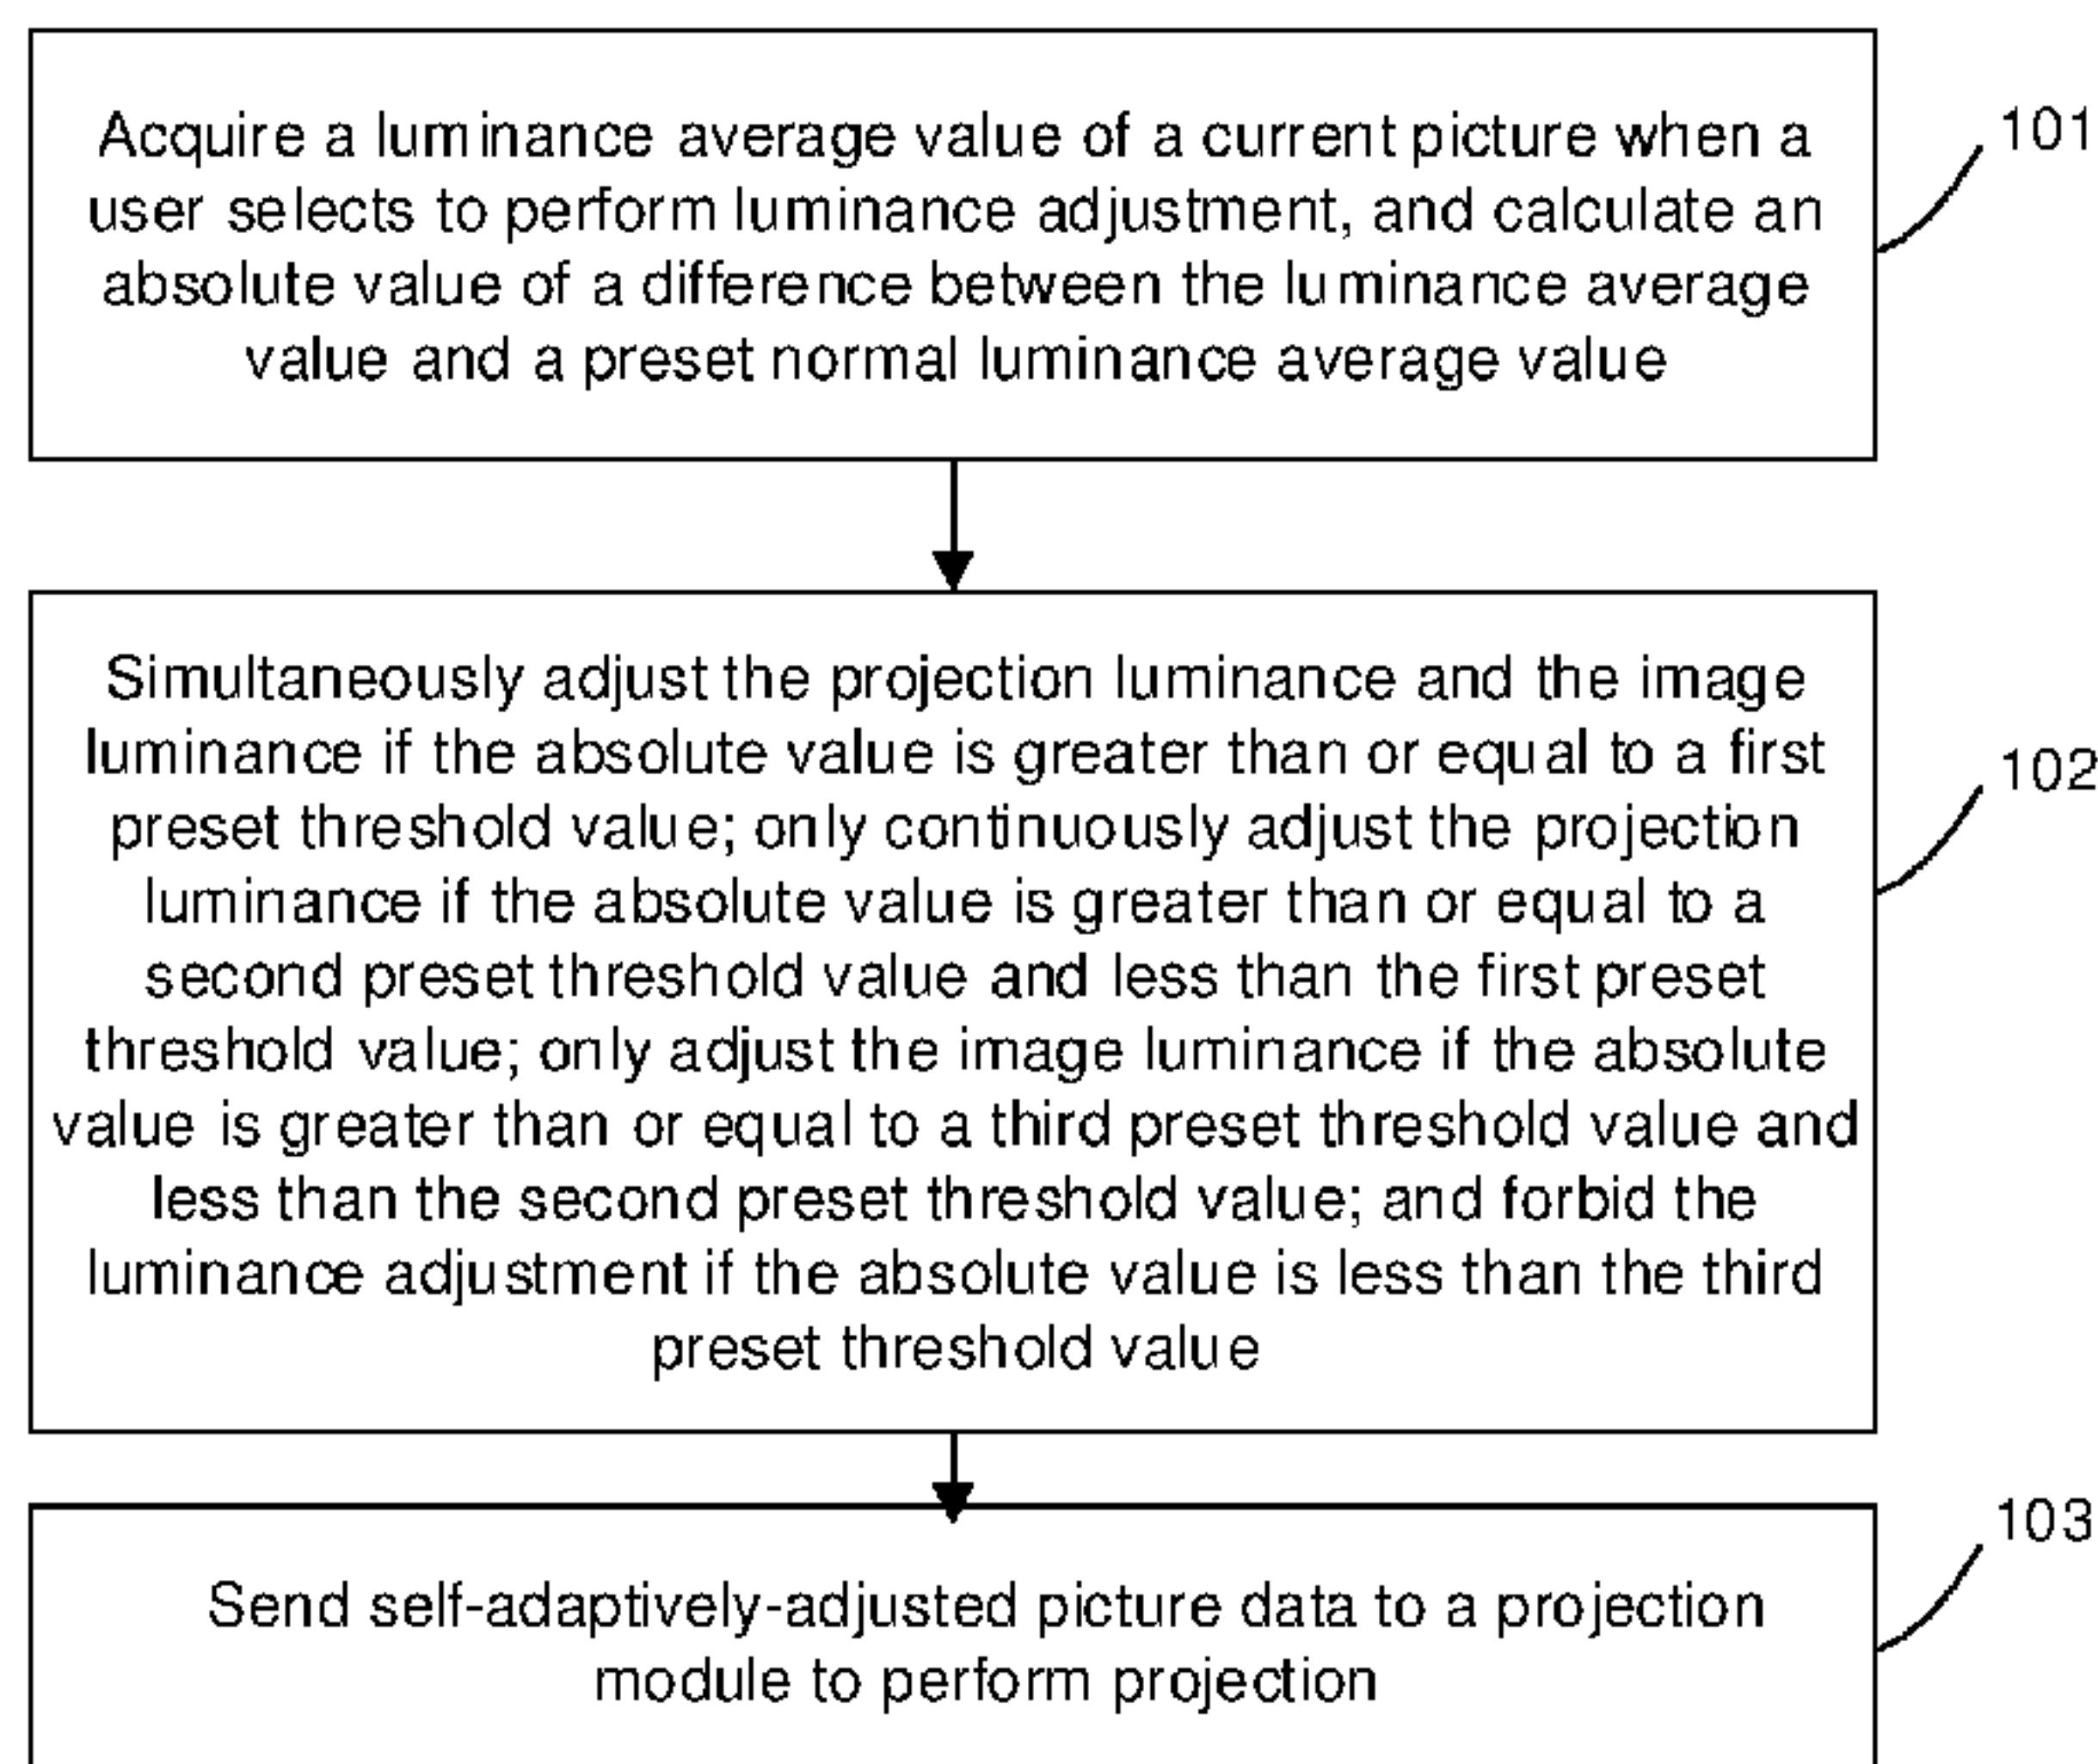 Acquire a luminance average value of a current picture when a
user selects to perform luminance adjustment, and calculate an
absolute value of a difference between the luminance average
value and a preset normal luminance average value
101
Simultaneously adjust the projection luminance and the image
luminance if the absolute value is greater than or equal to a first
preset threshold value; only continuously adjust the projection
luminance if the absolute value is greater than or equal to a
second preset threshold value and less than the first preset
threshold value; only adjust the image luminance if the absolute
value is greater than or equal to a third preset threshold value and
less than the second preset threshold value; and forbid the
luminance adjustment if the absolute value is less than the third
preset threshold value
102
Send self-adaptively-adjusted picture data to a projection
module to perform projection
103